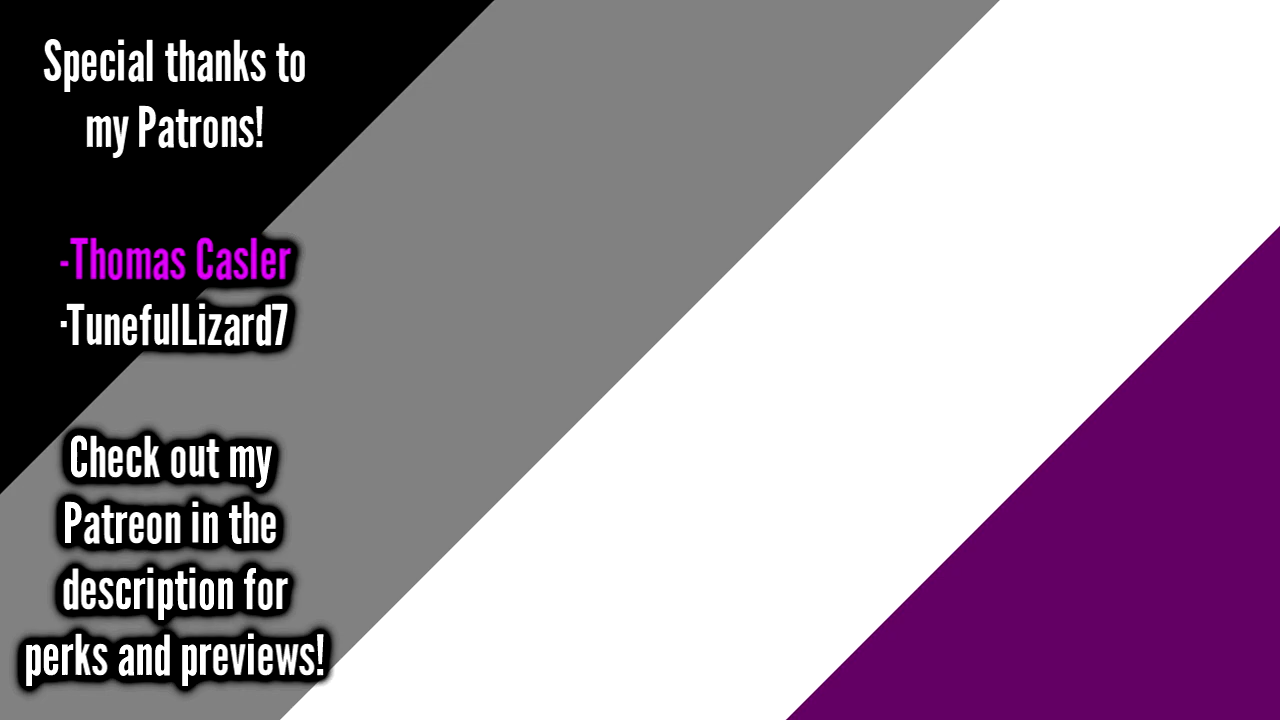 Special thanks to
my Patrons!
-Thomas Casler
-TunefulLizard7
Check out my
Patreon in the
description for
perks and previews!